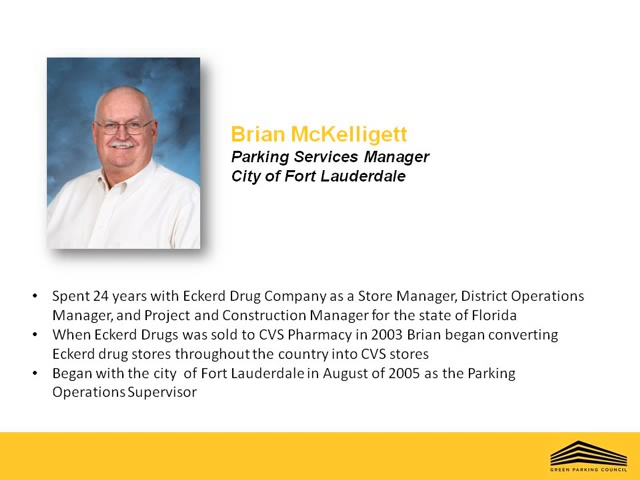 Brian McKelligett
Parking Services Manager
City of Fort Lauderdale
• Spent 24 years with Eckerd Drug Company as a Store Manager, District Operations
Manager, and Project and Construction Manager for the state of Florida
• When Eckerd Drugs was sold to CVS Pharmacy in 2003 Brian began converting
Eckerd drug stores throughout the country into CVS stores
• Began with the city of Fort Lauderdale in August of 2005 as the Parking
Operations Supervisor
GREEN PARKING COUNCIL